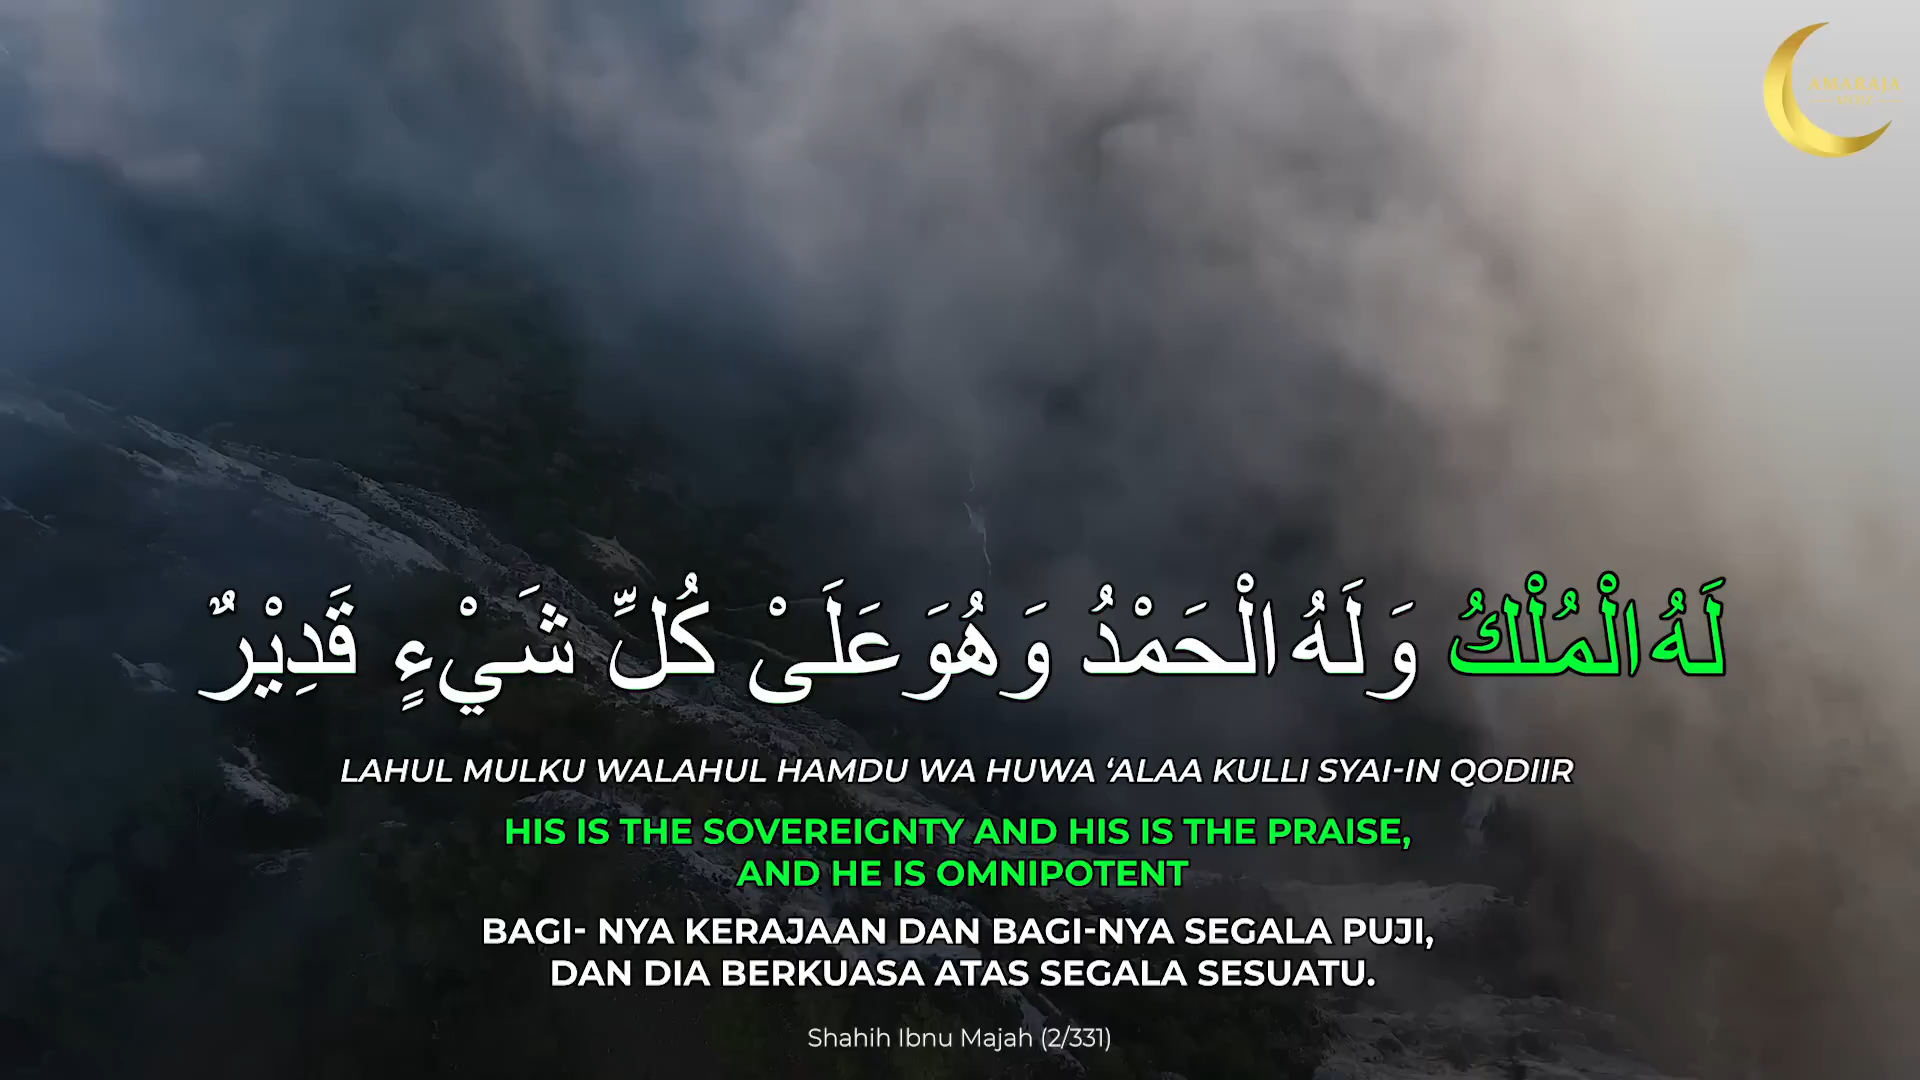 لَهُ الْمُلْكُ وَلَهُ الْحَمْدُ وَهُوَ عَلَىْ كُلِّ شَيْءٍ قَدِيْرٌ
LAHUL MULKU WALAHUL HAMDU WA HUWA ‘ALAA KULLI SYAI-IN QODIIR
HIS IS THE SOVEREIGNTY AND HIS IS THE PRAISE,
AND HE IS OMNIPOTENT
BAGI- NYA KERAJAAN DAN BAGI-NYA SEGALA PUJI,
DAN DIA BERKUASA ATAS SEGALA SESUATU.
Shahih Ibnu Majah (2/331)